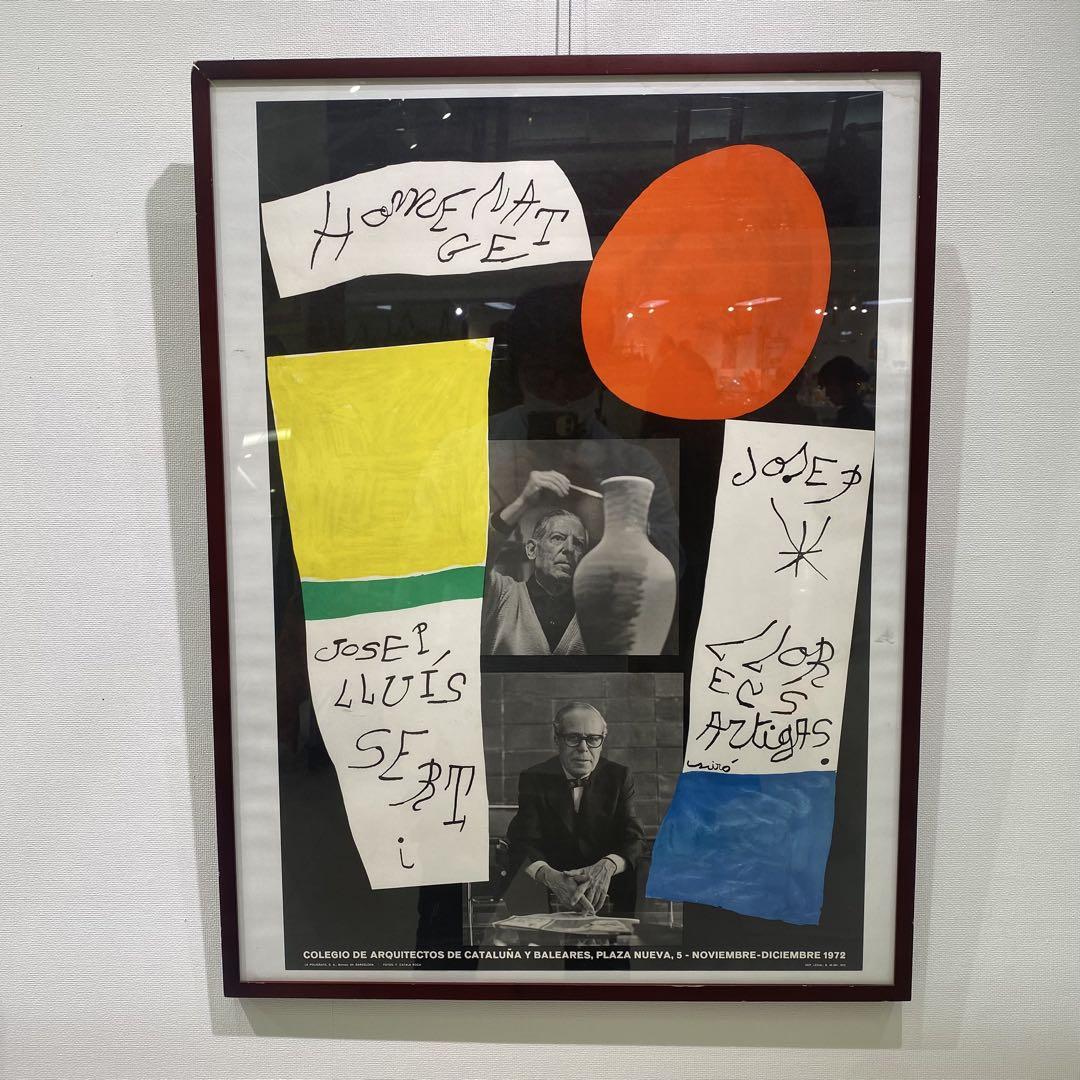 HOMENAT
GET
JOSEP
LLUÍS
SERT
i
JOSEP
LLOR
ENS
ARTIGAS.
miró
COLEGIO DE ARQUITECTOS DE CATALUÑA Y BALEARES, PLAZA NUEVA, 5 - NOVIEMBRE-DICIEMBRE 1972